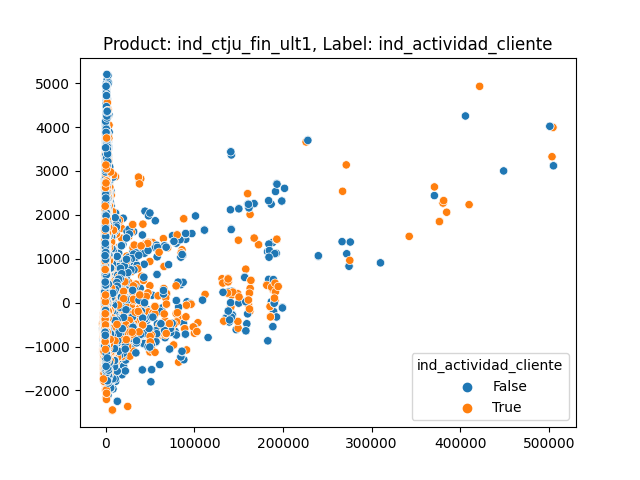 Product: ind_ctju_fin_ult1, Label: ind_actividad_cliente
5000
4000
3000
2000
1000
0
−1000
−2000
ind_actividad_cliente
False
True
0 100000 200000 300000 400000 500000